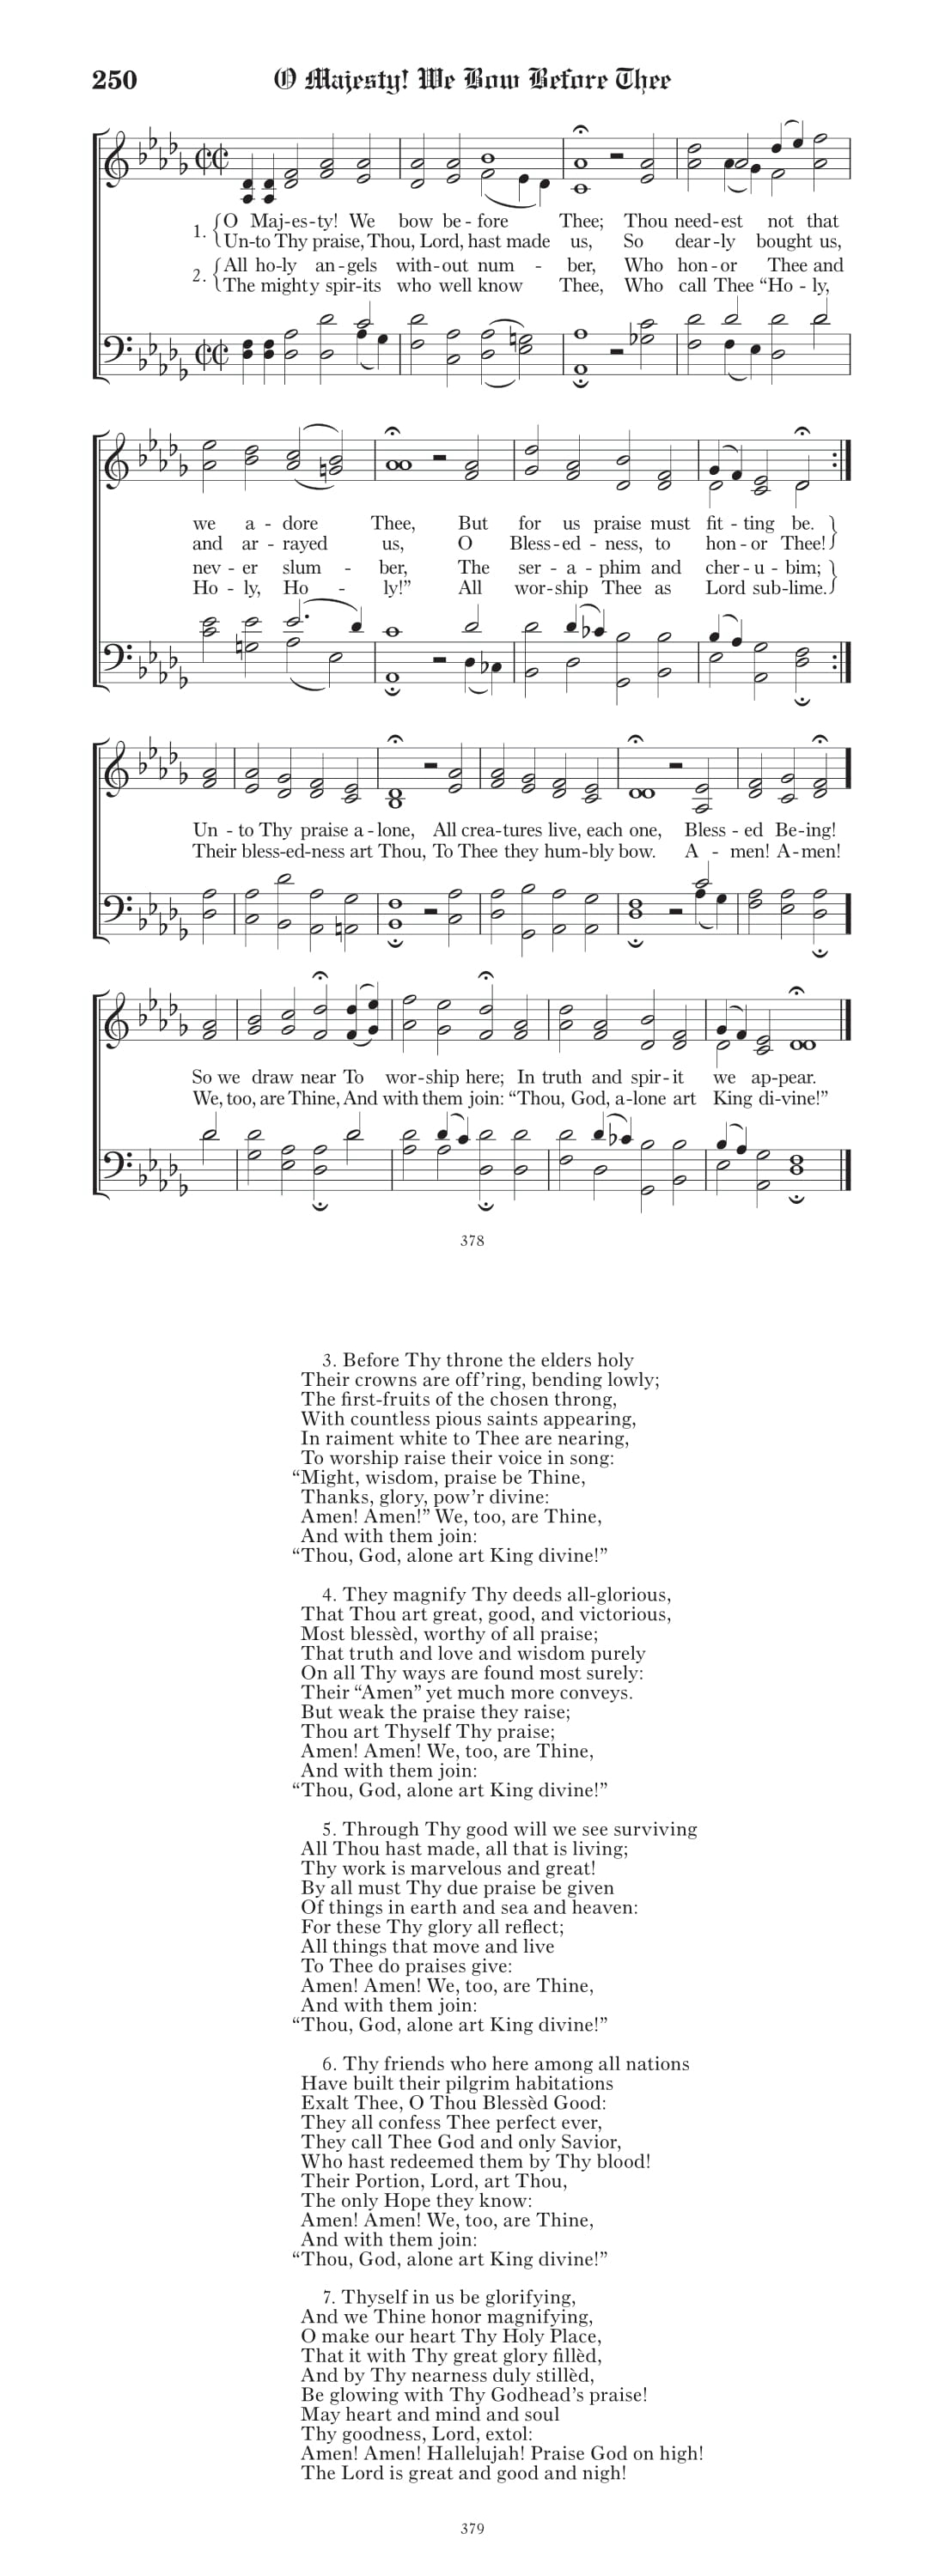 250 O Majesty! We Bow Before Thee
1. O Maj-es-ty! We bow be - fore Thee; Thou need-est not that
Un-to Thy praise, Thou, Lord, hast made us, So dear-ly bought us,
2. All ho-ly an-gels with-out num - ber, Who hon-or Thee and
The mighty spir-its who well know Thee, Who call Thee “Ho - ly,
we a - dore Thee, But for us praise must fit - ting be.
and ar - rayed us, O Bless-ed - ness, to hon - or Thee!
nev - er slum - ber, The ser - a - phim and cher - u - bim;
Ho - ly, Ho - ly!” All wor-ship Thee as Lord sub-lime.
Un - to Thy praise a - lone, All crea-tures live, each one, Bless - ed Be-ing!
Their bless-ed-ness art Thou, To Thee they hum-bly bow. A - men! A-men!
So we draw near To wor-ship here; In truth and spir-it we ap-pear.
We, too, are Thine, And with them join: “Thou, God, a-lone art King di-vine!”
378
3. Before Thy throne the elders holy
Their crowns are off’ring, bending lowly;
The first-fruits of the chosen throng,
With countless pious saints appearing,
In raiment white to Thee are nearing,
To worship raise their voice in song:
“Might, wisdom, praise be Thine,
Thanks, glory, pow’r divine:
Amen! Amen!” We, too, are Thine,
And with them join:
“Thou, God, alone art King divine!”
4. They magnify Thy deeds all-glorious,
That Thou art great, good, and victorious,
Most blessèd, worthy of all praise;
That truth and love and wisdom purely
On all Thy ways are found most surely:
Their “Amen” yet much more conveys.
But weak the praise they raise;
Thou art Thyself Thy praise;
Amen! Amen! We, too, are Thine,
And with them join:
“Thou, God, alone art King divine!”
5. Through Thy good will we see surviving
All Thou hast made, all that is living;
Thy work is marvelous and great!
By all must Thy due praise be given
Of things in earth and sea and heaven:
For these Thy glory all reflect;
All things that move and live
To Thee do praises give:
Amen! Amen! We, too, are Thine,
And with them join:
“Thou, God, alone art King divine!”
6. Thy friends who here among all nations
Have built their pilgrim habitations
Exalt Thee, O Thou Blessèd Good:
They all confess Thee perfect ever,
They call Thee God and only Savior,
Who hast redeemed them by Thy blood!
Their Portion, Lord, art Thou,
The only Hope they know:
Amen! Amen! We, too, are Thine,
And with them join:
“Thou, God, alone art King divine!”
7. Thyself in us be glorifying,
And we Thine honor magnifying,
O make our heart Thy Holy Place,
That it with Thy great glory fillèd,
And by Thy nearness duly stillèd,
Be glowing with Thy Godhead’s praise!
May heart and mind and soul
Thy goodness, Lord, extol:
Amen! Amen! Hallelujah! Praise God on high!
The Lord is great and good and nigh!
379